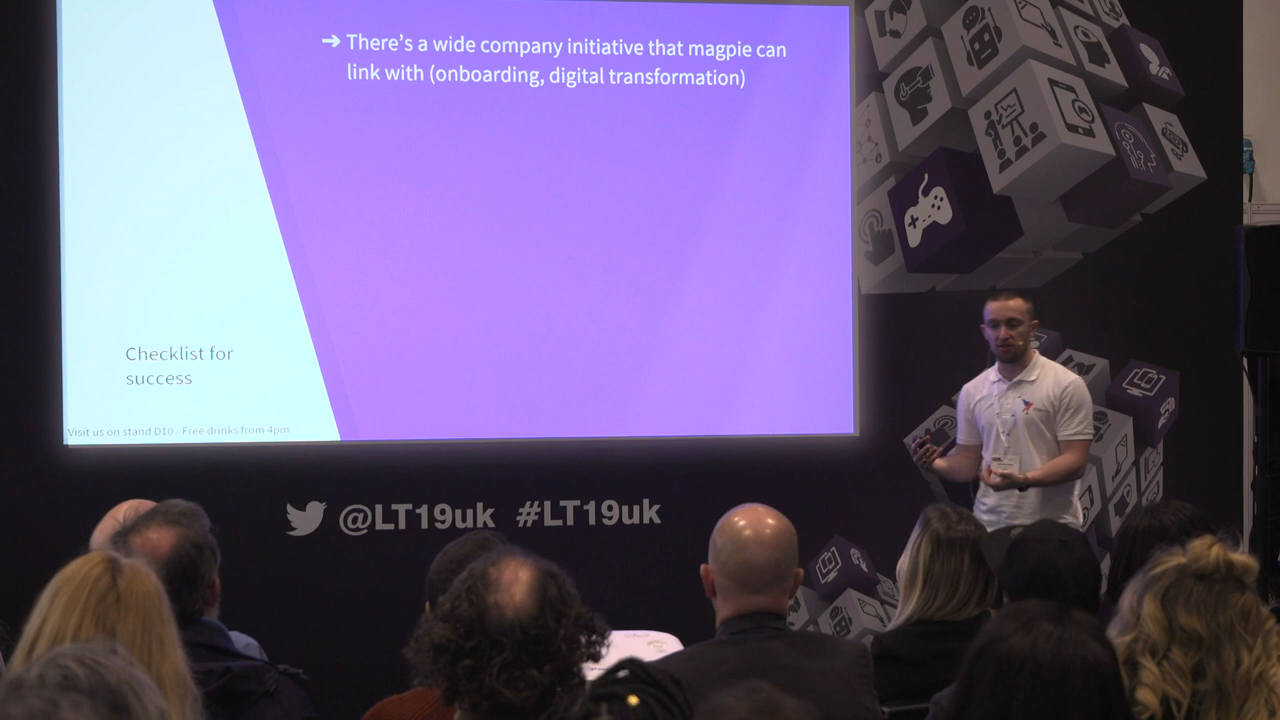 ➔ There's a wide company initiative that magpie can
link with (onboarding, digital transformation)
Checklist for
success
Visit us on stand D10 - Free drinks from 4pm
@LT19uk #LT19uk